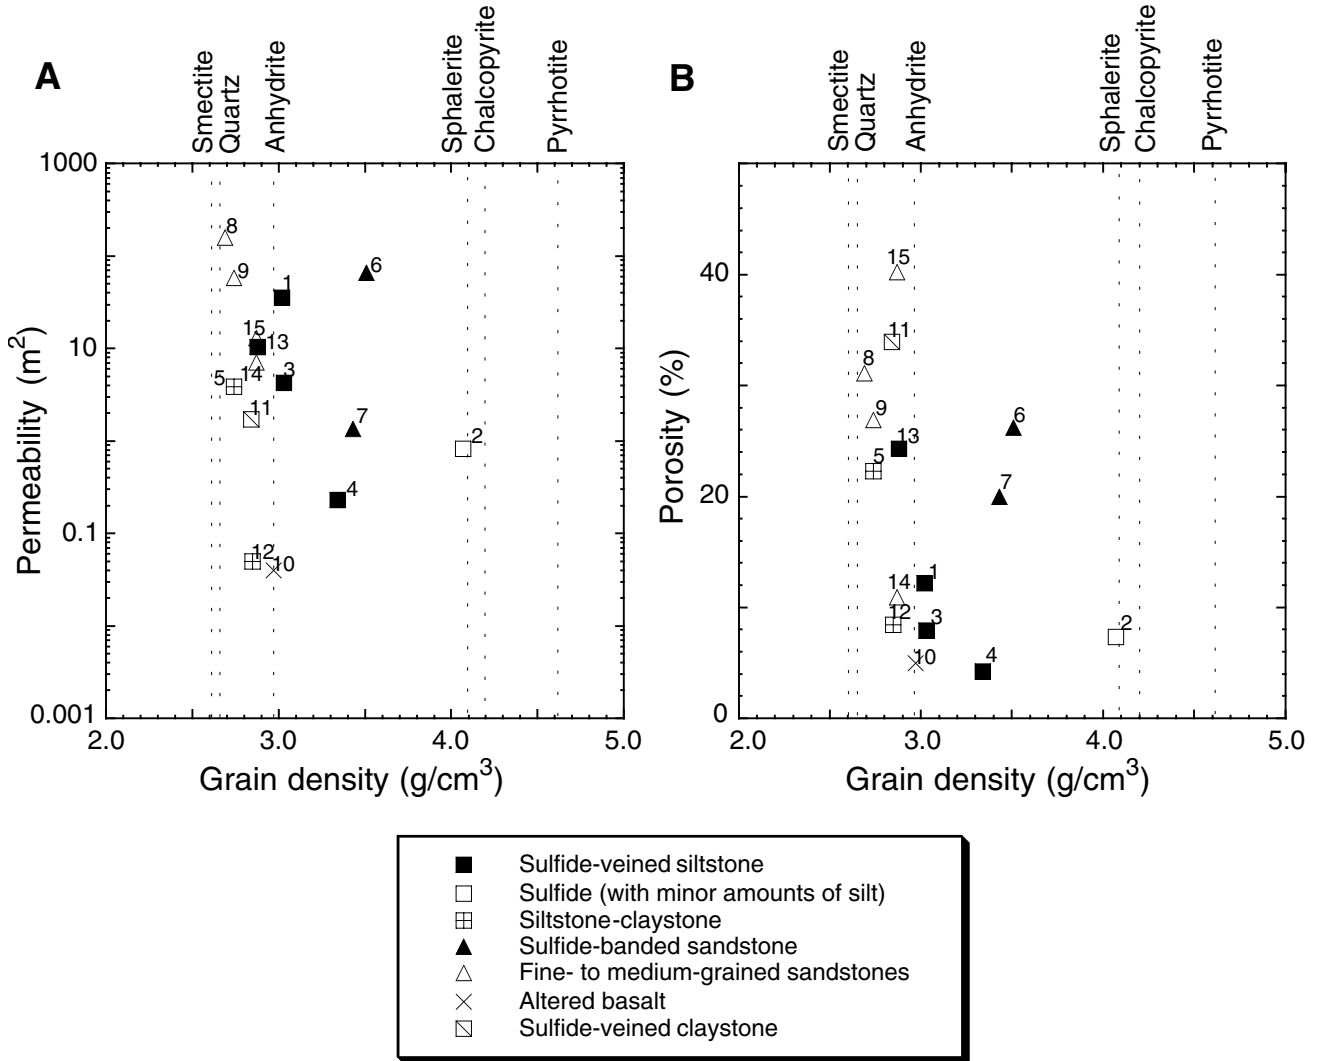 A
Smectite
Quartz
Anhydrite
Sphalerite
Chalcopyrite
Pyrrhotite
Permeability (m2)
1000
10
0.1
0.001
8
9
1
6
15
13
14
5
3
11
7
2
4
12
10
2.0 3.0 4.0 5.0
Grain density (g/cm3)
B
Smectite
Quartz
Anhydrite
Sphalerite
Chalcopyrite
Pyrrhotite
Porosity (%)
40
20
0
15
11
8
9
6
13
5
7
1
14
12
3
2
10
4
2.0 3.0 4.0 5.0
Grain density (g/cm3)
Sulfide-veined siltstone
Sulfide (with minor amounts of silt)
Siltstone-claystone
Sulfide-banded sandstone
Fine- to medium-grained sandstones
Altered basalt
Sulfide-veined claystone